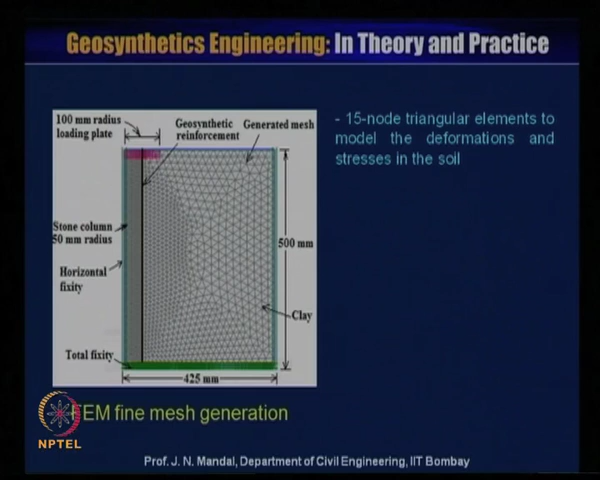 Geosynthetics Engineering: In Theory and Practice
100 mm radius
loading plate
Geosynthetic
reinforcement
Generated mesh
- 15-node triangular elements to
model the deformations and
stresses in the soil
Stone column
50 mm radius
500 mm
Horizontal
fixity
Clay
Total fixity
425 mm
FEM fine mesh generation
NPTEL
Prof. J. N. Mandal, Department of Civil Engineering, IIT Bombay